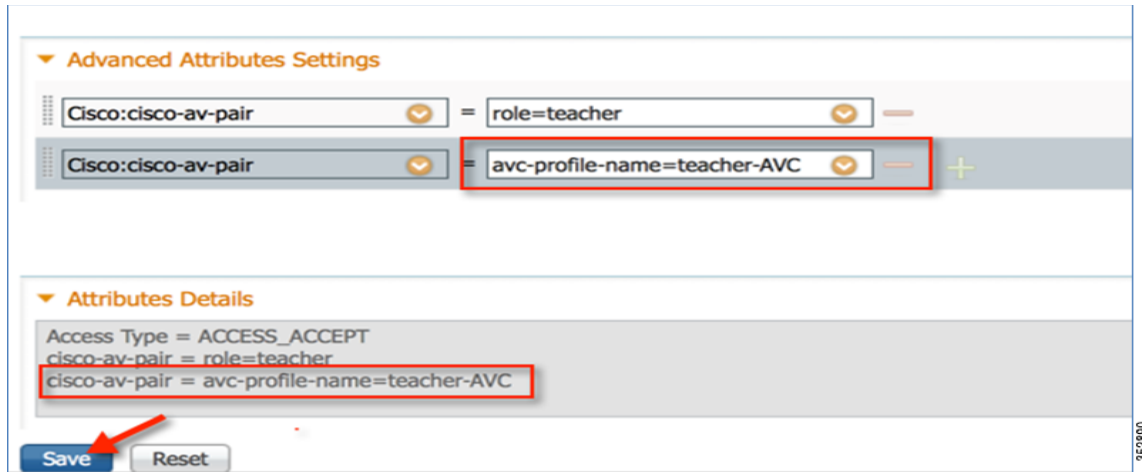 Advanced Attributes Settings
Cisco:cisco-av-pair = role=teacher
Cisco:cisco-av-pair = avc-profile-name=teacher-AVC
Attributes Details
Access Type = ACCESS_ACCEPT
cisco-av-pair = role=teacher
cisco-av-pair = avc-profile-name=teacher-AVC
Save Reset
352800